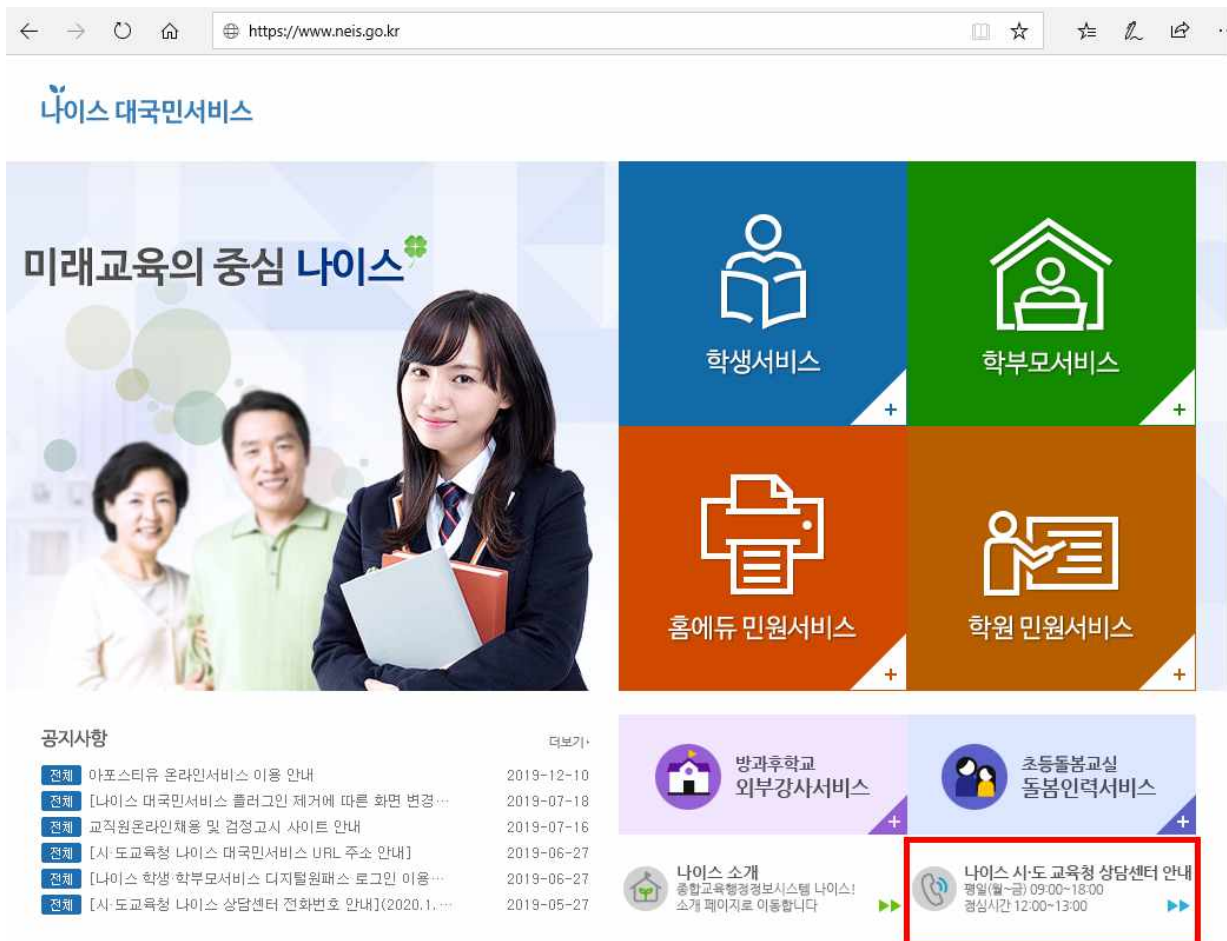 https://www.neis.go.kr
나이스 대국민서비스
미래교육의 중심 나이스
학생서비스
학부모서비스
홈에듀 민원서비스
학원 민원서비스
공지사항
더보기
전체 아포스티유 온라인서비스 이용 안내 2019-12-10
전체 [나이스 대국민서비스 플러그인 제거에 따른 화면 변경… 2019-07-18
전체 교직원온라인채용 및 검정고시 사이트 안내 2019-07-16
전체 [시·도교육청 나이스 대국민서비스 URL 주소 안내] 2019-06-27
전체 [나이스 학생·학부모서비스 디지털원패스 로그인 이용… 2019-06-27
전체 [시·도교육청 나이스 상담센터 전화번호 안내](2020.1.… 2019-05-27
방과후학교
외부강사서비스
초등돌봄교실
돌봄인력서비스
나이스 소개
종합교육행정정보시스템 나이스!
소개 페이지로 이동합니다
나이스 시·도 교육청 상담센터 안내
평일(월~금) 09:00~18:00
점심시간 12:00~13:00